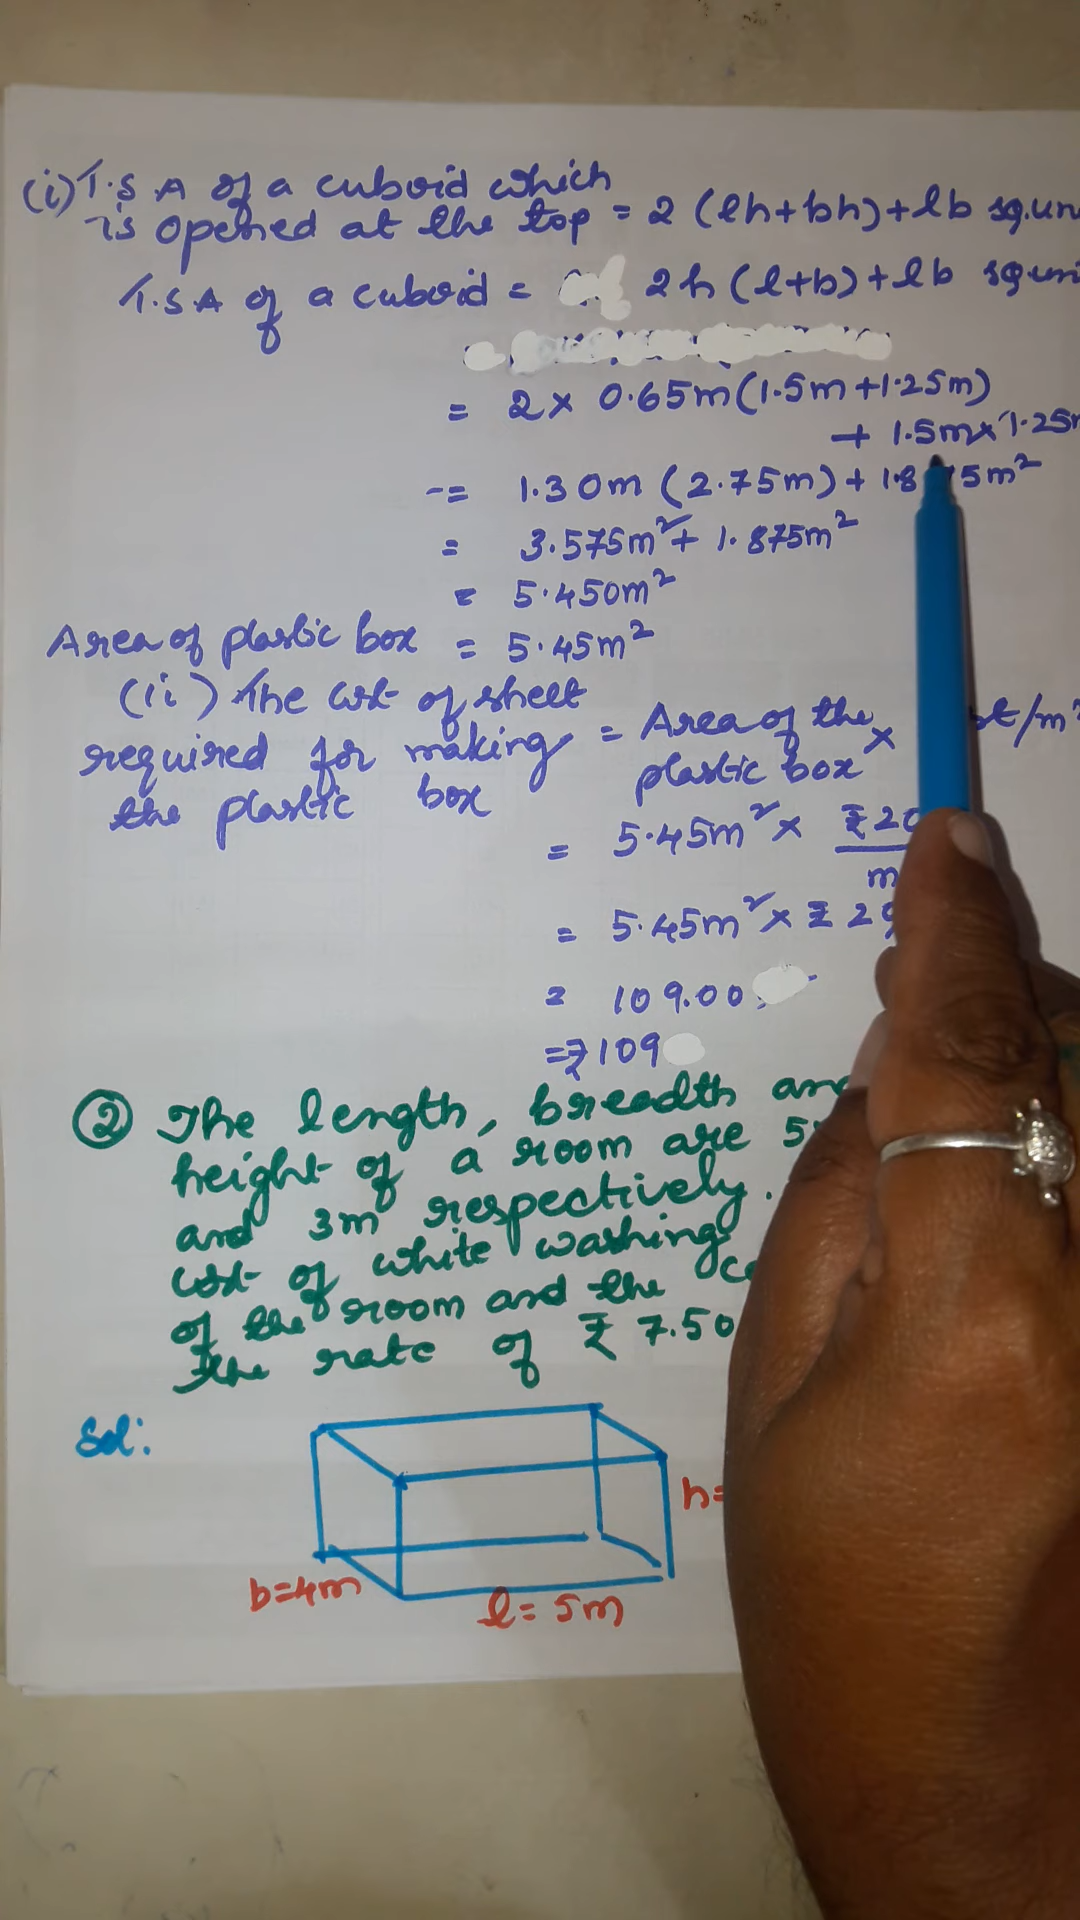 (i) T.S.A of a cuboid which
is opened at the top = 2 (lh+bh)+lb sq.un
T.S.A of a cuboid = 2h (l+b)+lb sq uni
= 2 × 0.65m (1.5m +1.25m)
+ 1.5m × 1.25
= 1.30m (2.75m) + 1.8 5m²
= 3.575m² + 1.875m²
= 5.450m²
Area of plastic box = 5.45m²
(ii) The cost of sheet
required for making = Area of the × st/m²
the plastic box plastic box
= 5.45m² × ₹20
m
= 5.45m² × ₹ 20
= 109.00
= ₹109
② The length, breadth an
height of a room are 5
and 3m respectively.
cost of white washing
of the room and the ce
the rate of ₹ 7.50
Sol:
h=
b=4m
l= 5m